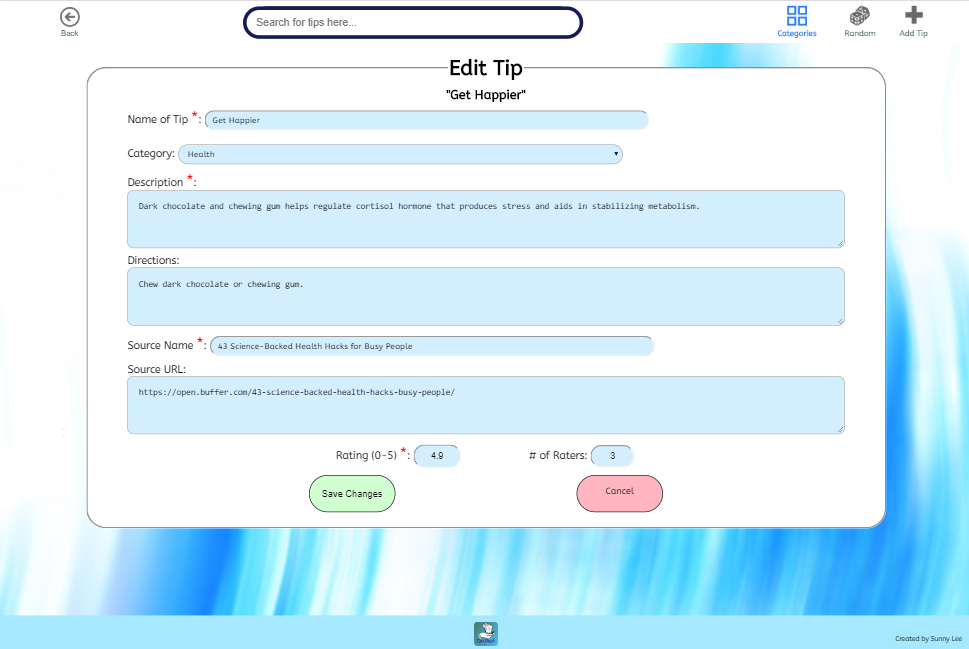 Back
Search for tips here...
Categories
Random
Add Tip
Edit Tip
"Get Happier"
Name of Tip *: Get Happier
Category: Health
Description *:
Dark chocolate and chewing gum helps regulate cortisol hormone that produces stress and aids in stabilizing metabolism.
Directions:
Chew dark chocolate or chewing gum.
Source Name *: 43 Science-Backed Health Hacks for Busy People
Source URL:
https://open.buffer.com/43-science-backed-health-hacks-busy-people/
Rating (0-5) *: 4.9 # of Raters: 3
Save Changes
Cancel
Created by Sunny Lee